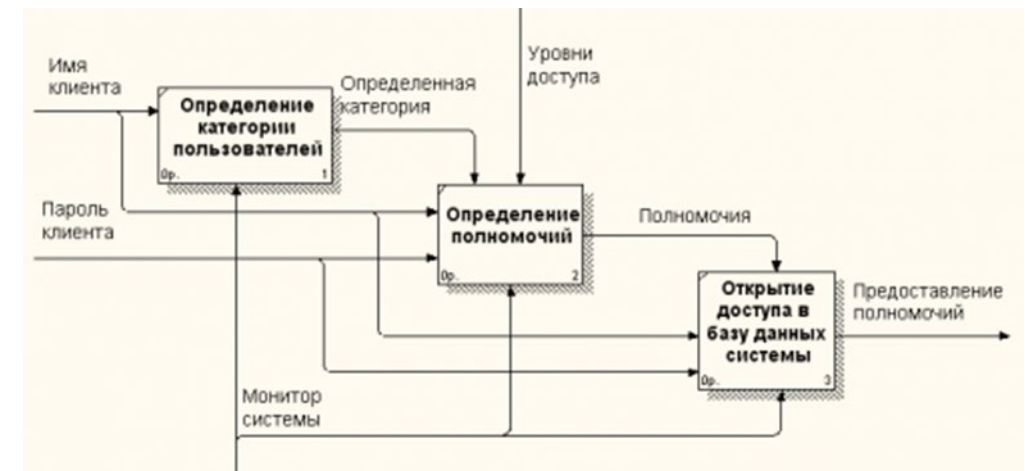 Имя
клиента
Определение
категории
пользователей
0р.
1
Определенная
категория
Уровни
доступа
Пароль
клиента
Определение
полномочий
0р.
2
Полномочия
Открытие
доступа в
базу данных
системы
0р.
3
Предоставление
полномочий
Монитор
системы